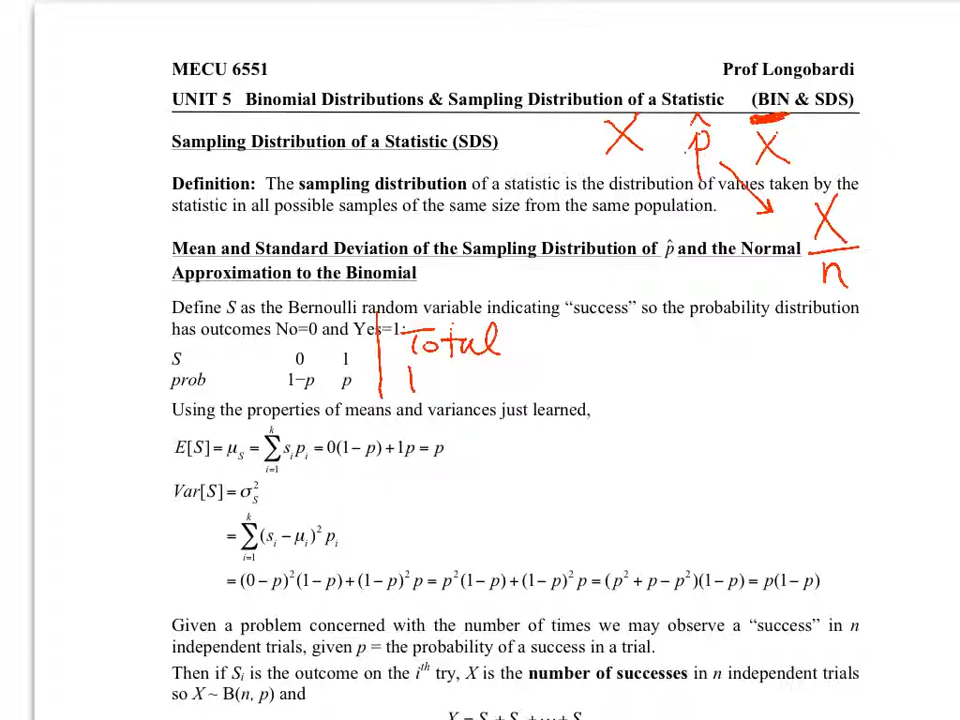 MECU 6551 Prof Longobardi
UNIT 5 Binomial Distributions & Sampling Distribution of a Statistic (BIN & SDS)
X p̂ X
Sampling Distribution of a Statistic (SDS)
Definition: The sampling distribution of a statistic is the distribution of values taken by the
statistic in all possible samples of the same size from the same population.
X
n
Mean and Standard Deviation of the Sampling Distribution of p̂ and the Normal
Approximation to the Binomial
Define S as the Bernoulli random variable indicating “success” so the probability distribution
has outcomes No=0 and Yes=1:
S 0 1 Total
prob 1−p p 1
Using the properties of means and variances just learned,
E[S] = μ_S = ∑_{i=1}^{k} s_i p_i = 0(1 − p) + 1p = p
Var[S] = σ_S^2
= ∑_{i=1}^{k} (s_i − μ_i)^2 p_i
= (0 − p)^2 (1 − p) + (1 − p)^2 p = p^2 (1 − p) + (1 − p)^2 p = (p^2 + p − p^2)(1 − p) = p(1 − p)
Given a problem concerned with the number of times we may observe a “success” in n
independent trials, given p = the probability of a success in a trial.
Then if S_i is the outcome on the i^th try, X is the number of successes in n independent trials
so X ~ B(n, p) and